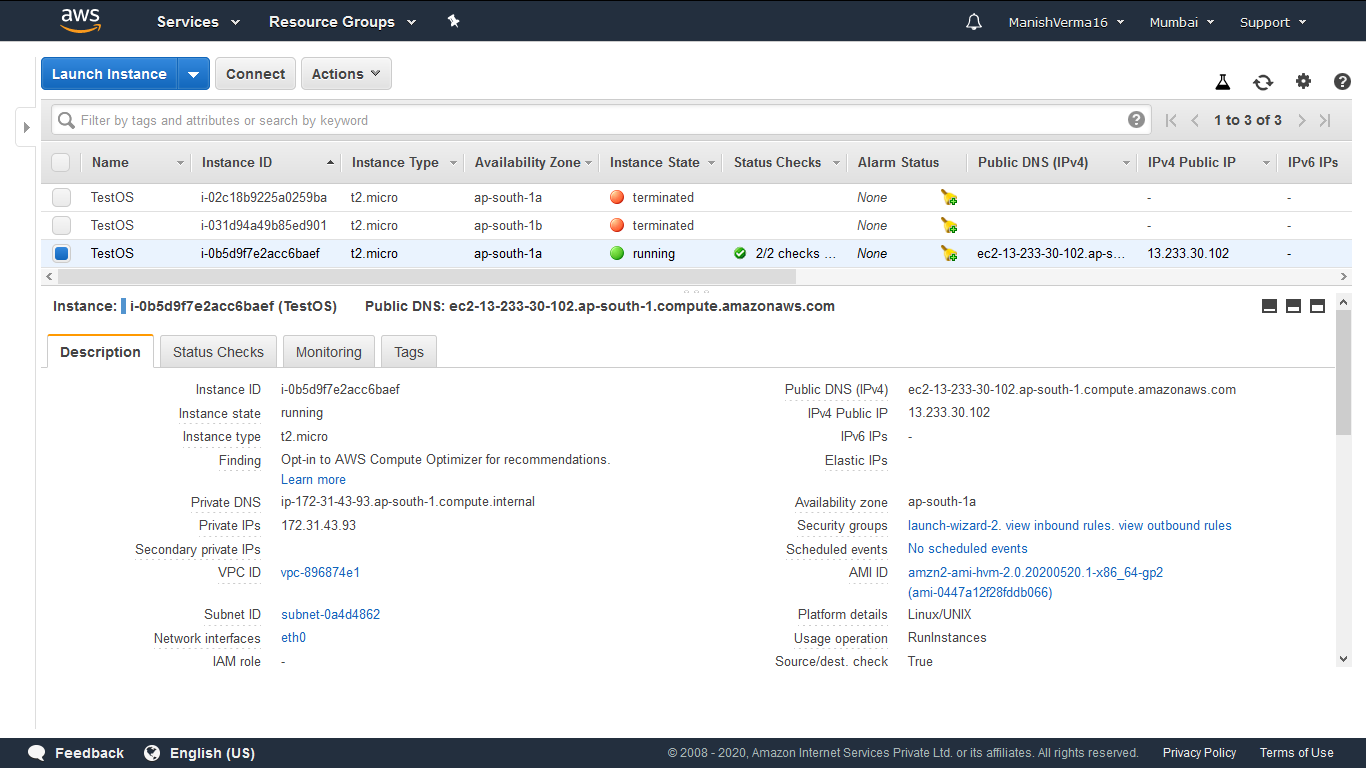 aws Services Resource Groups ManishVerma16 Mumbai Support
Launch Instance Connect Actions
Filter by tags and attributes or search by keyword ? 1 to 3 of 3
Name Instance ID Instance Type Availability Zone Instance State Status Checks Alarm Status Public DNS (IPv4) IPv4 Public IP IPv6 IPs
TestOS i-02c18b9225a0259ba t2.micro ap-south-1a terminated None - -
TestOS i-031d94a49b85ed901 t2.micro ap-south-1b terminated None - -
TestOS i-0b5d9f7e2acc6baef t2.micro ap-south-1a running 2/2 checks ... None ec2-13-233-30-102.ap-s... 13.233.30.102 -
Instance: i-0b5d9f7e2acc6baef (TestOS) Public DNS: ec2-13-233-30-102.ap-south-1.compute.amazonaws.com
Description Status Checks Monitoring Tags
Instance ID i-0b5d9f7e2acc6baef Public DNS (IPv4) ec2-13-233-30-102.ap-south-1.compute.amazonaws.com
Instance state running IPv4 Public IP 13.233.30.102
Instance type t2.micro IPv6 IPs -
Finding Opt-in to AWS Compute Optimizer for recommendations. Elastic IPs
Learn more
Private DNS ip-172-31-43-93.ap-south-1.compute.internal Availability zone ap-south-1a
Private IPs 172.31.43.93 Security groups launch-wizard-2. view inbound rules. view outbound rules
Secondary private IPs Scheduled events No scheduled events
VPC ID vpc-896874e1 AMI ID amzn2-ami-hvm-2.0.20200520.1-x86_64-gp2
(ami-0447a12f28fddb066)
Subnet ID subnet-0a4d4862 Platform details Linux/UNIX
Network interfaces eth0 Usage operation RunInstances
IAM role - Source/dest. check True
Feedback English (US) © 2008 - 2020, Amazon Internet Services Private Ltd. or its affiliates. All rights reserved. Privacy Policy Terms of Use